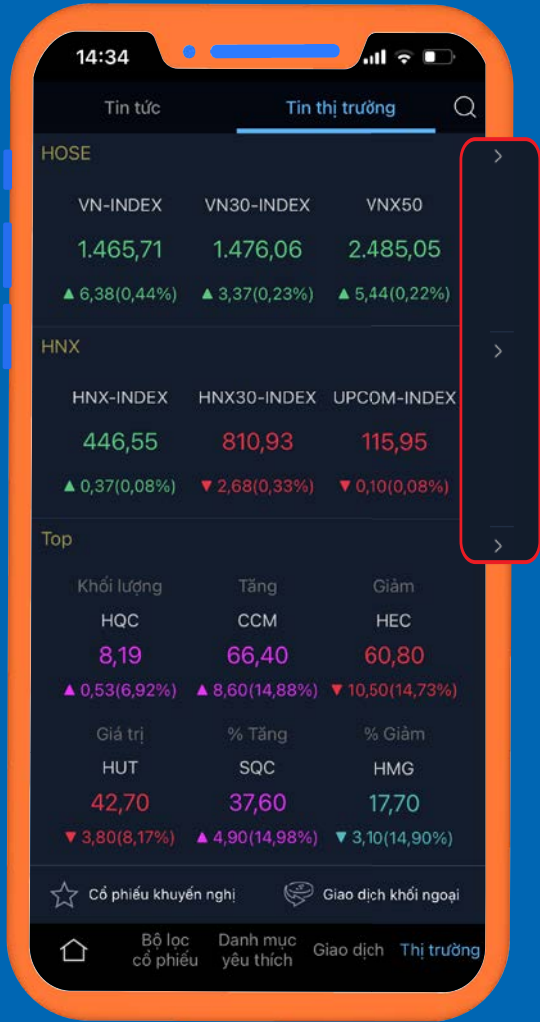 14:34
Tin tức Tin thị trường
HOSE
VN-INDEX VN30-INDEX VNX50
1.465,71 1.476,06 2.485,05
▲ 6,38(0,44%) ▲ 3,37(0,23%) ▲ 5,44(0,22%)
HNX
HNX-INDEX HNX30-INDEX UPCOM-INDEX
446,55 810,93 115,95
▲ 0,37(0,08%) ▼ 2,68(0,33%) ▼ 0,10(0,08%)
Top
Khối lượng Tăng Giảm
HQC CCM HEC
8,19 66,40 60,80
▲ 0,53(6,92%) ▲ 8,60(14,88%) ▼ 10,50(14,73%)
Giá trị % Tăng % Giảm
HUT SQC HMG
42,70 37,60 17,70
▼ 3,80(8,17%) ▲ 4,90(14,98%) ▼ 3,10(14,90%)
Cổ phiếu khuyến nghị Giao dịch khối ngoại
Bộ lọc Danh mục Giao dịch Thị trường
cổ phiếu yêu thích